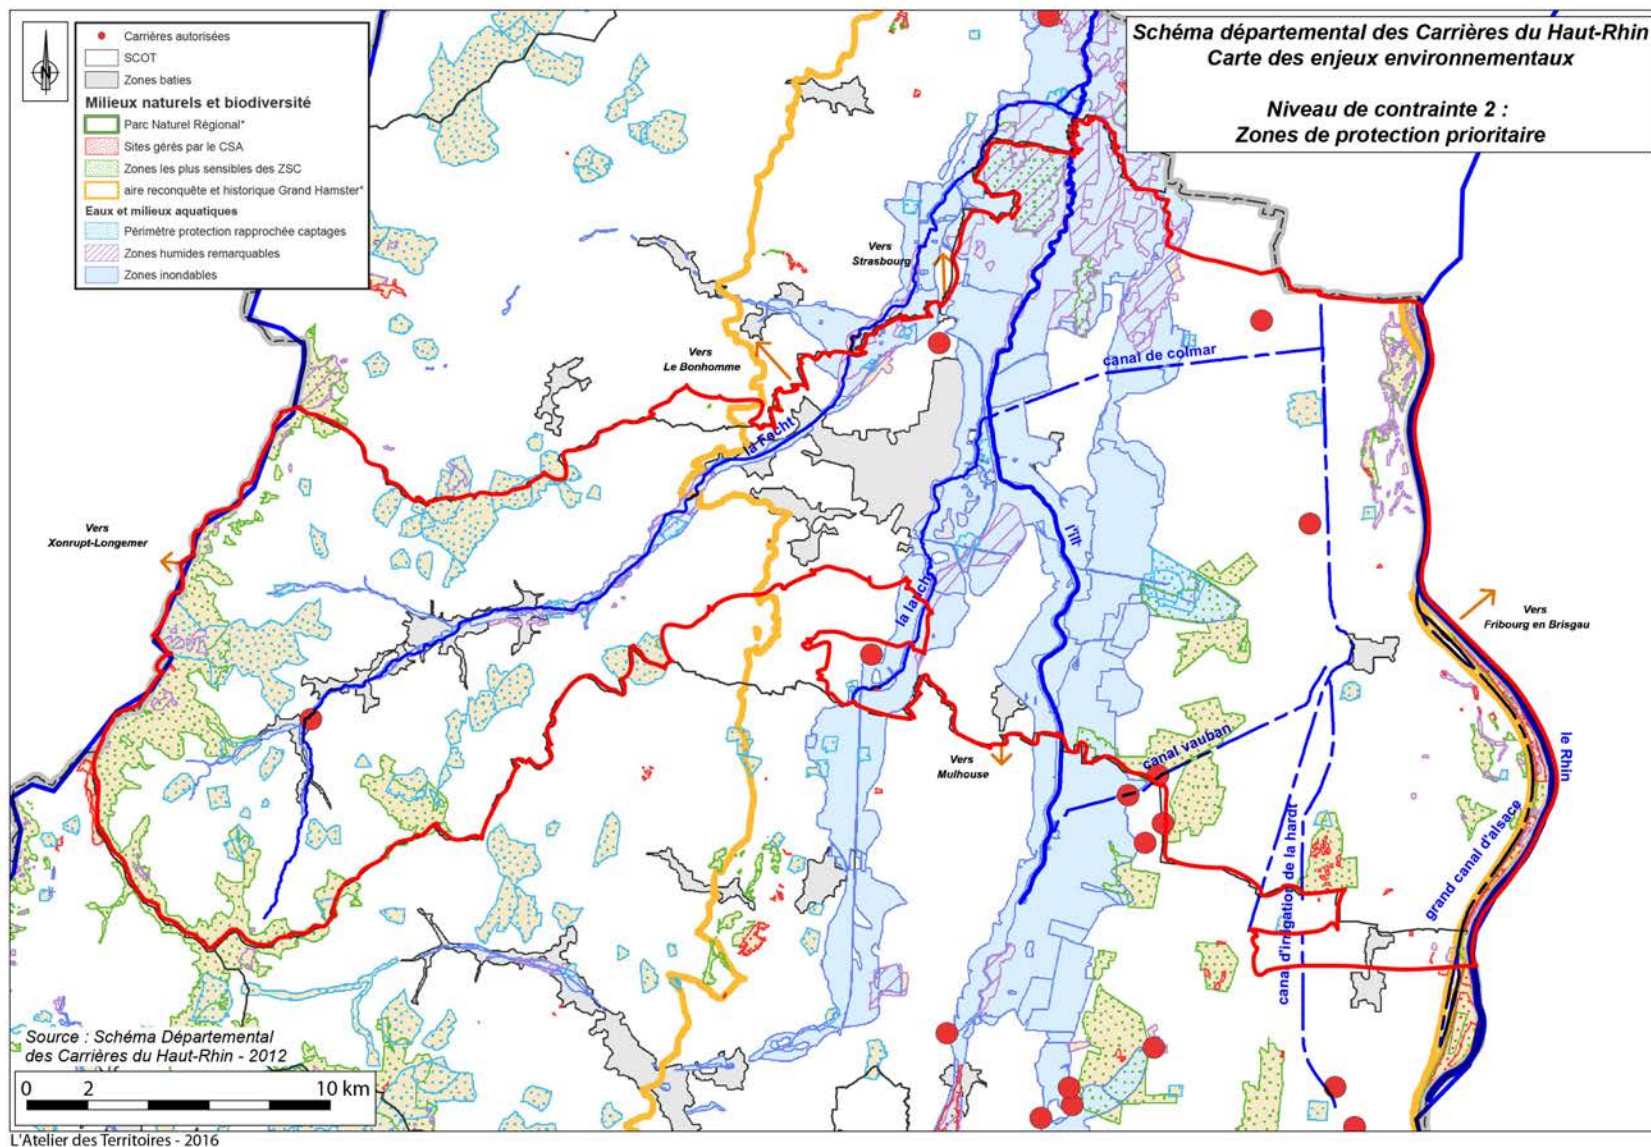 Schéma départemental des Carrières du Haut-Rhin
Carte des enjeux environnementaux
Niveau de contrainte 2 :
Zones de protection prioritaire
N
Carrières autorisées
SCOT
Zones baties
Milieux naturels et biodiversité
Parc Naturel Régional*
Sites gérés par le CSA
Zones les plus sensibles des ZSC
aire reconquête et historique Grand Hamster*
Eaux et milieux aquatiques
Périmètre protection rapprochée captages
Zones humides remarquables
Zones inondables
Vers
Strasbourg
Vers
Le Bonhomme
canal de colmar
la Fecht
Vers
Xonrupt-Longemer
l'ill
la lauch
Vers
Fribourg en Brisgau
canal vauban
Vers
Mulhouse
le Rhin
grand canal d'alsace
canal d'irrigation de la hardt
Source : Schéma Départemental
des Carrières du Haut-Rhin - 2012
0 2 10 km
L'Atelier des Territoires - 2016